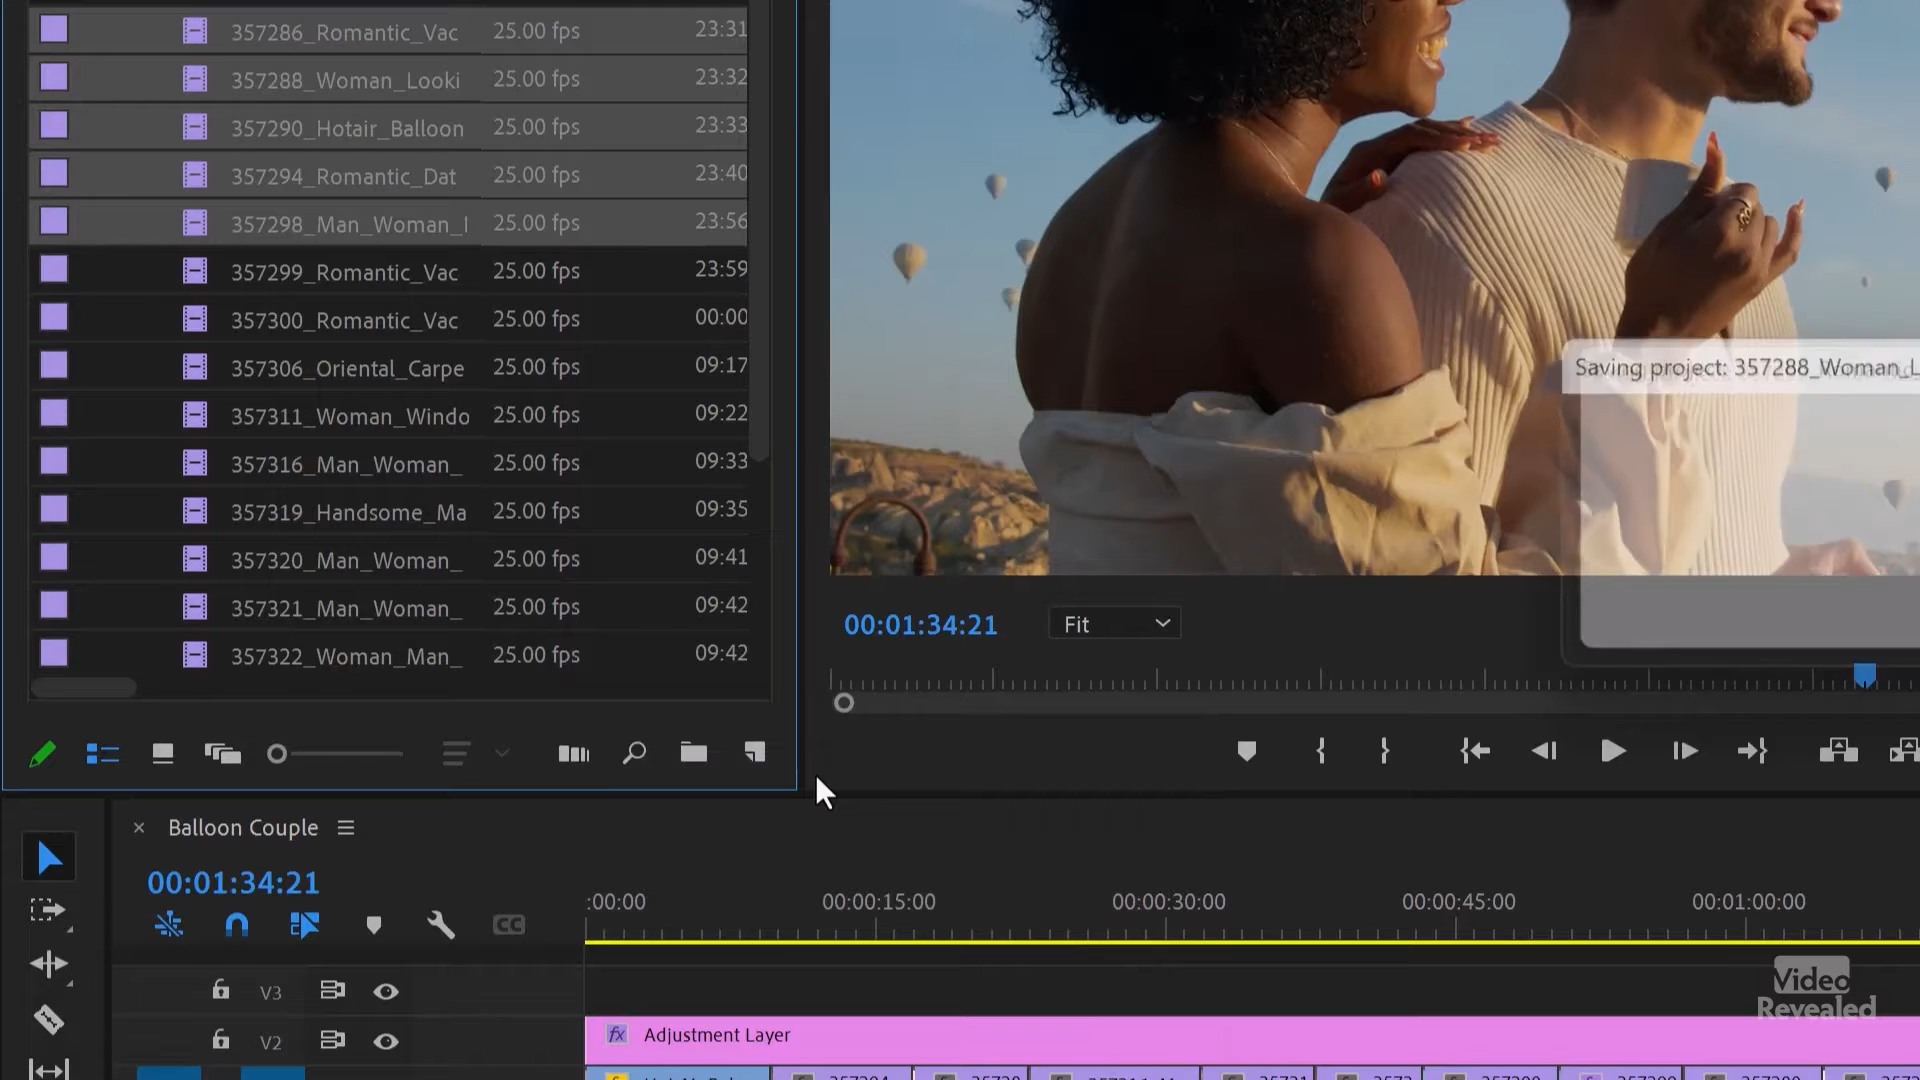 357286_Romantic_Vac 25.00 fps 23:31
357288_Woman_Looki 25.00 fps 23:32
357290_Hotair_Balloon 25.00 fps 23:33
357294_Romantic_Dat 25.00 fps 23:40
357298_Man_Woman_ 25.00 fps 23:56
357299_Romantic_Vac 25.00 fps 23:59
357300_Romantic_Vac 25.00 fps 00:00
357306_Oriental_Carpe 25.00 fps 09:17
357311_Woman_Windo 25.00 fps 09:22
357316_Man_Woman_ 25.00 fps 09:33
357319_Handsome_Ma 25.00 fps 09:35
357320_Man_Woman_ 25.00 fps 09:41
357321_Man_Woman_ 25.00 fps 09:42
357322_Woman_Man_ 25.00 fps 09:42
Saving project: 357288_Woman_L
00:01:34:21 Fit
Balloon Couple
00:01:34:21
:00:00 00:00:15:00 00:00:30:00 00:00:45:00 00:01:00:00
CC
V3
V2
fx Adjustment Layer
Video
Revealed